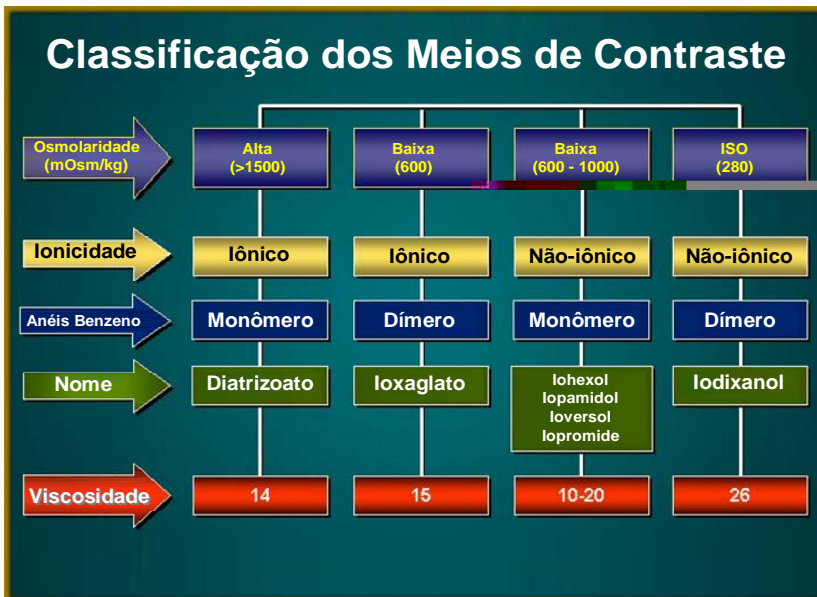 Classificação dos Meios de Contraste
Osmolaridade
(mOsm/kg)
Alta
(>1500)
Baixa
(600)
Baixa
(600 - 1000)
ISO
(280)
Ionicidade
Iônico
Iônico
Não-iônico
Não-iônico
Anéis Benzeno
Monômero
Dímero
Monômero
Dímero
Nome
Diatrizoato
Ioxaglato
Iohexol
Iopamidol
Ioversol
Iopromide
Iodixanol
Viscosidade
14
15
10-20
26